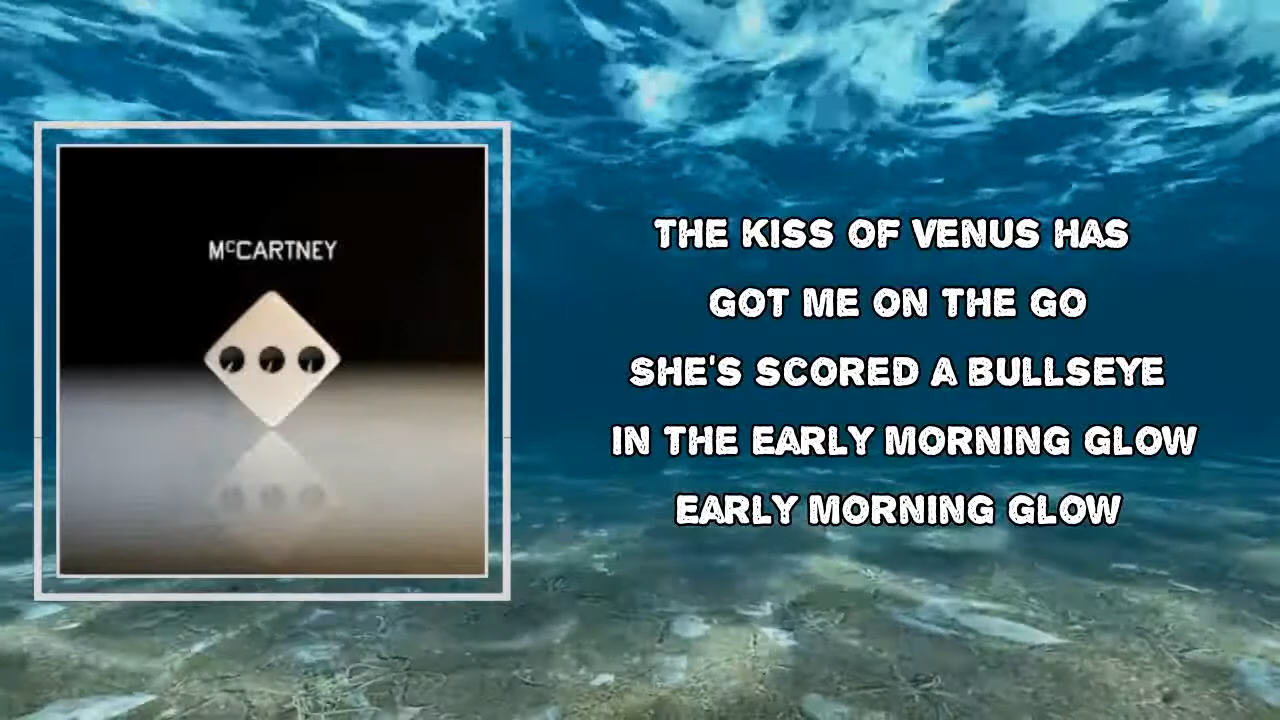 McCARTNEY
THE KISS OF VENUS HAS
GOT ME ON THE GO
SHE'S SCORED A BULLSEYE
IN THE EARLY MORNING GLOW
EARLY MORNING GLOW